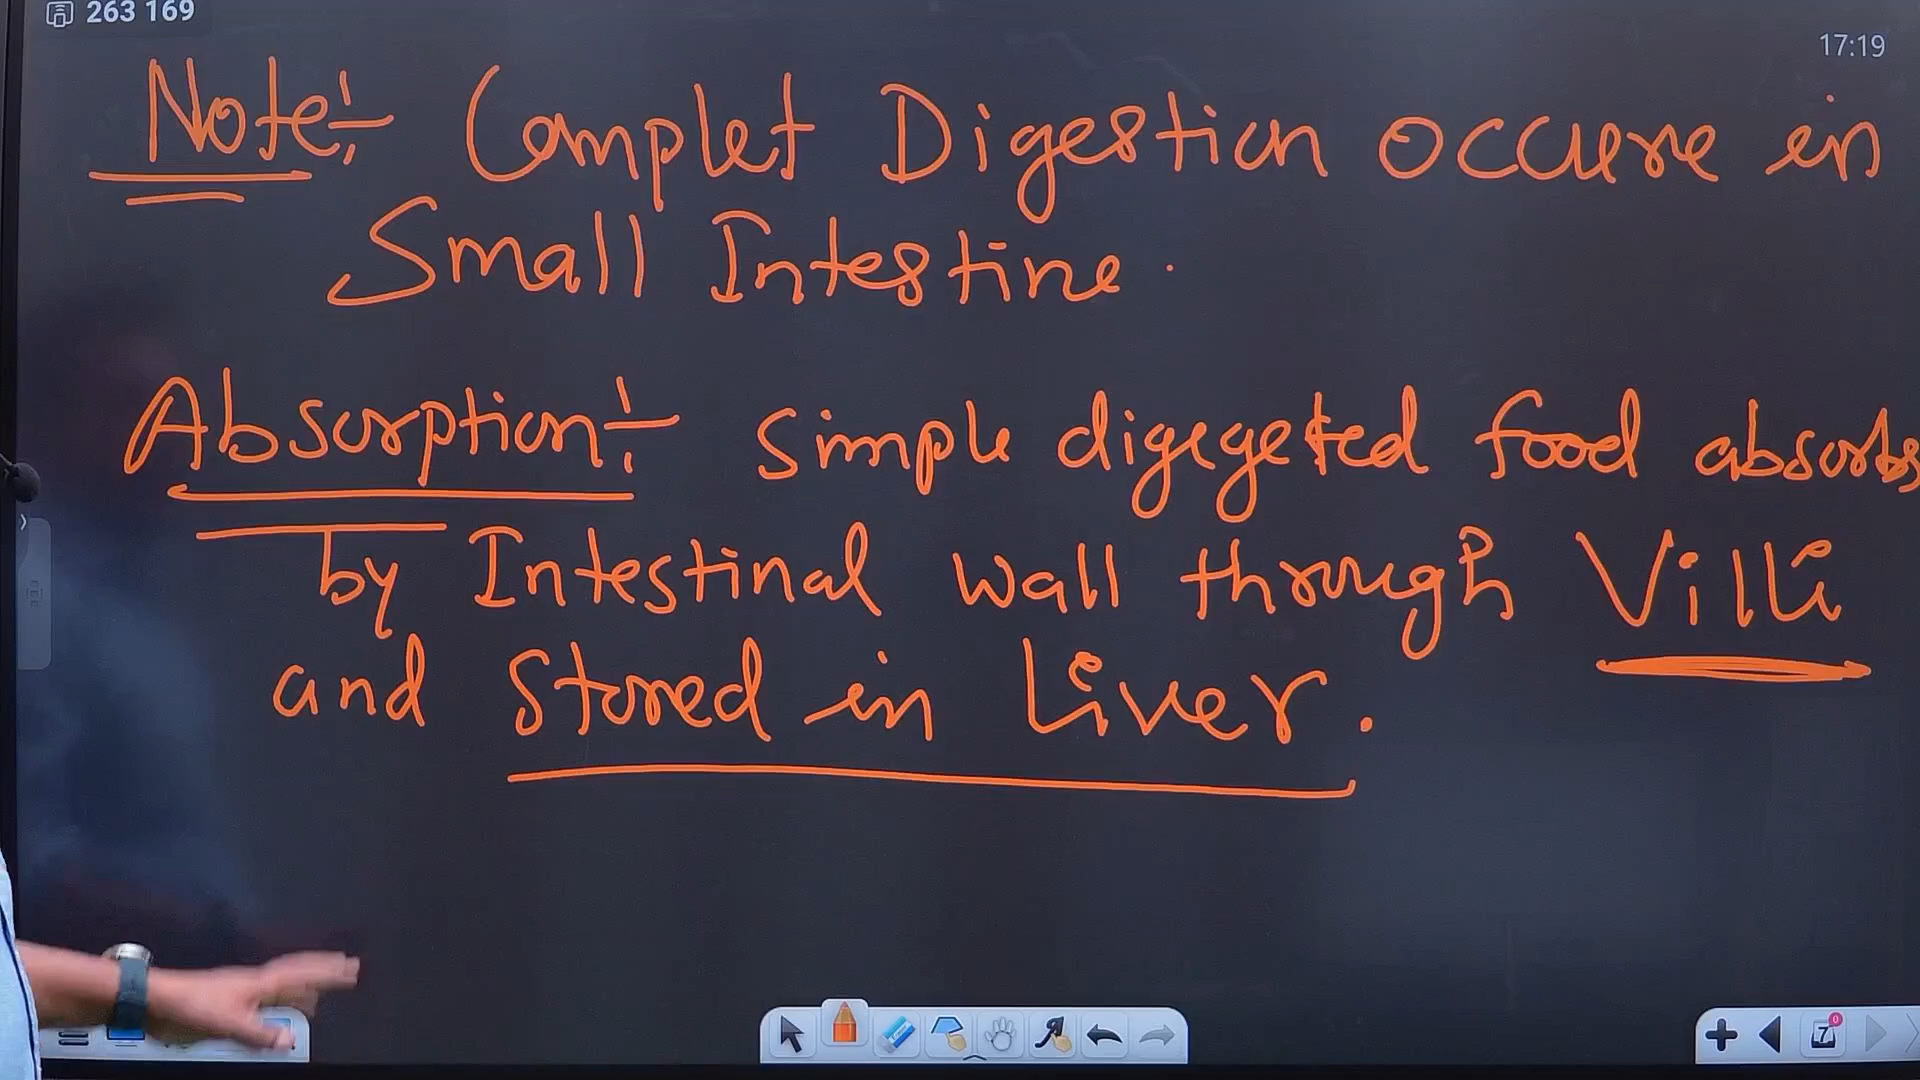 263 169
17:19
Note:- Complet Digestion occure in
Small Intestine.
Absorption:- Simple digegeted food absorbs
by Intestinal wall through Villi
and Stored in Liver.
7